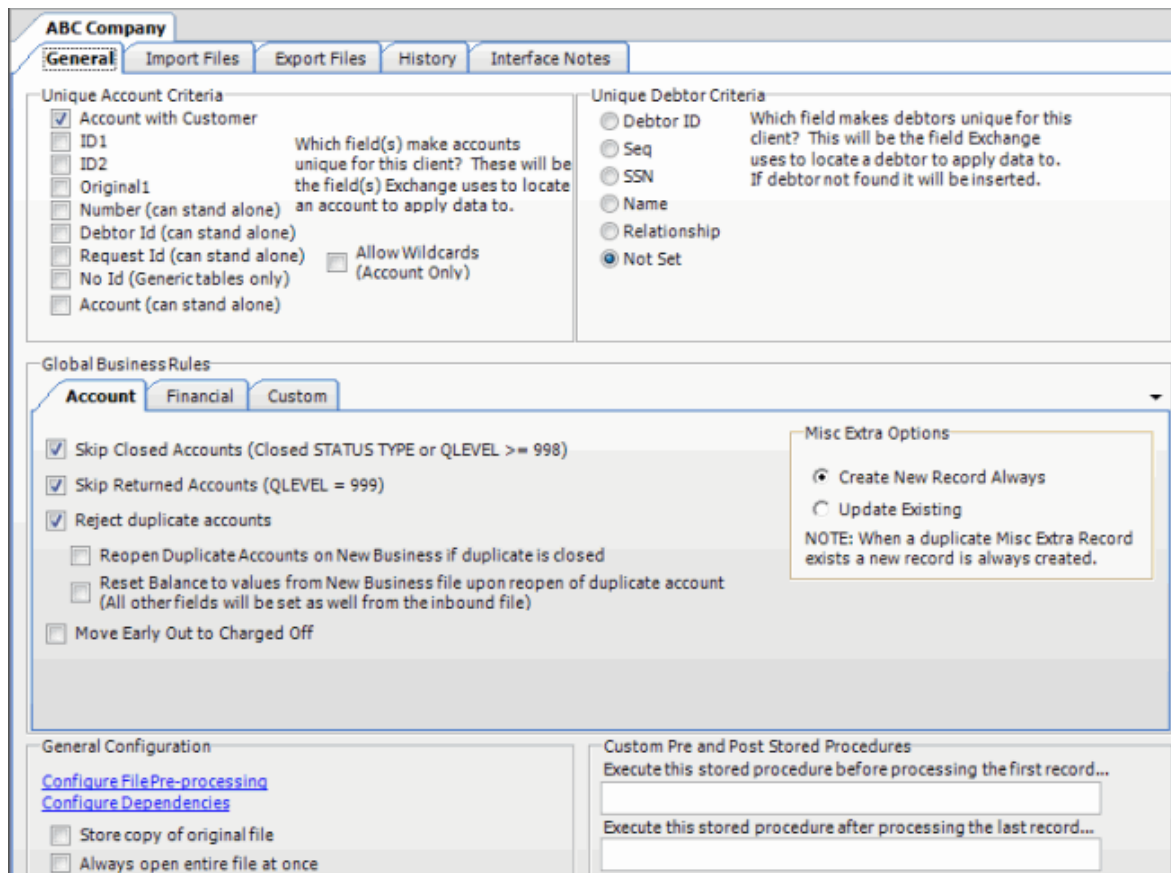 ABC Company
General
Import Files
Export Files
History
Interface Notes
Unique Account Criteria
Account with Customer
ID1
ID2
Original1
Number (can stand alone)
Debtor Id (can stand alone)
Request Id (can stand alone)
No Id (Generic tables only)
Account (can stand alone)
Which field(s) make accounts
unique for this client? These will be
the field(s) Exchange uses to locate
an account to apply data to.
Allow Wildcards
(Account Only)
Unique Debtor Criteria
Debtor ID
Seq
SSN
Name
Relationship
Not Set
Which field makes debtors unique for this
client? This will be the field Exchange
uses to locate a debtor to apply data to.
If debtor not found it will be inserted.
Global Business Rules
Account
Financial
Custom
Skip Closed Accounts (Closed STATUS TYPE or QLEVEL >= 998)
Skip Returned Accounts (QLEVEL = 999)
Reject duplicate accounts
Reopen Duplicate Accounts on New Business if duplicate is closed
Reset Balance to values from New Business file upon reopen of duplicate account
(All other fields will be set as well from the inbound file)
Move Early Out to Charged Off
Misc Extra Options
Create New Record Always
Update Existing
NOTE: When a duplicate Misc Extra Record
exists a new record is always created.
General Configuration
Configure File Pre-processing
Configure Dependencies
Store copy of original file
Always open entire file at once
Custom Pre and Post Stored Procedures
Execute this stored procedure before processing the first record...
Execute this stored procedure after processing the last record...